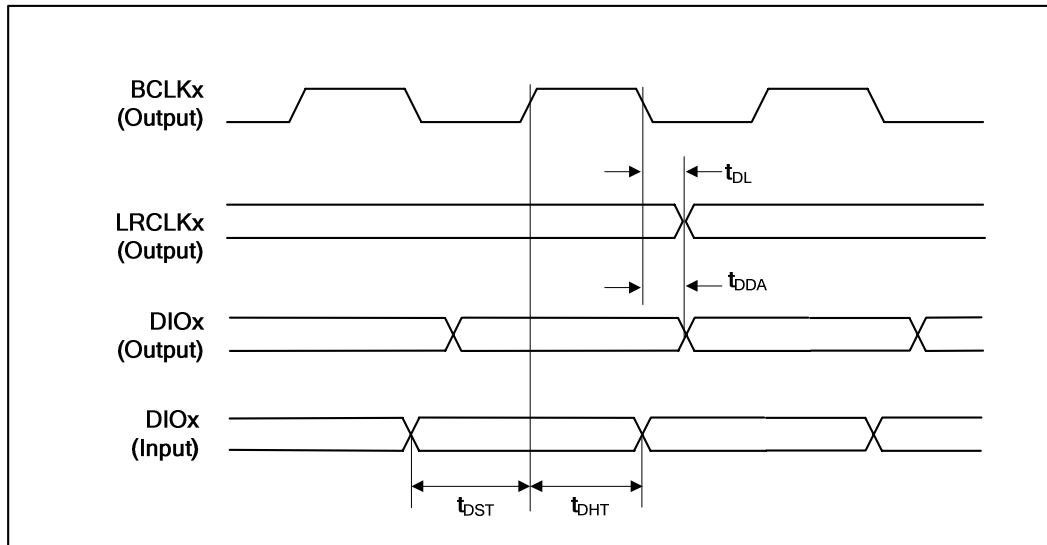 BCLKx
(Output)
tDL
LRCLKx
(Output)
tDDA
DIOx
(Output)
DIOx
(Input)
tDST
tDHT